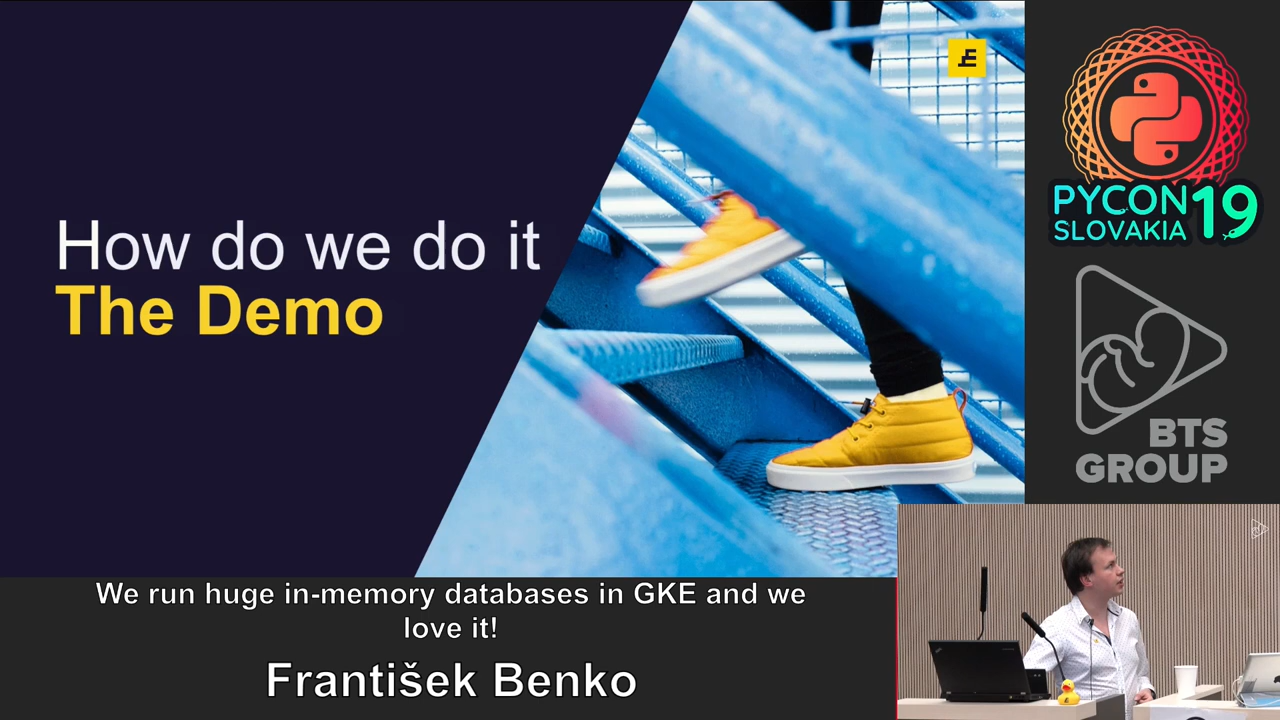 How do we do it
The Demo
PYCON 19
SLOVAKIA
BTS
GROUP
We run huge in-memory databases in GKE and we
love it!
František Benko